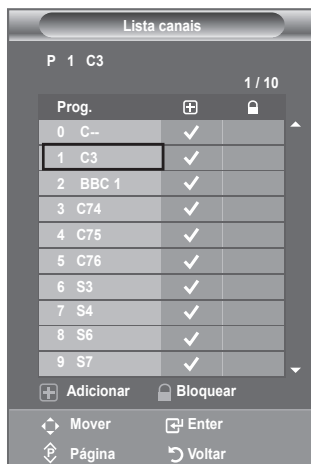 Lista canais
P 1 C3
1 / 10
Prog.
0 C--
1 C3
2 BBC 1
3 C74
4 C75
5 C76
6 S3
7 S4
8 S6
9 S7
Adicionar Bloquear
Mover Enter
P Página Voltar